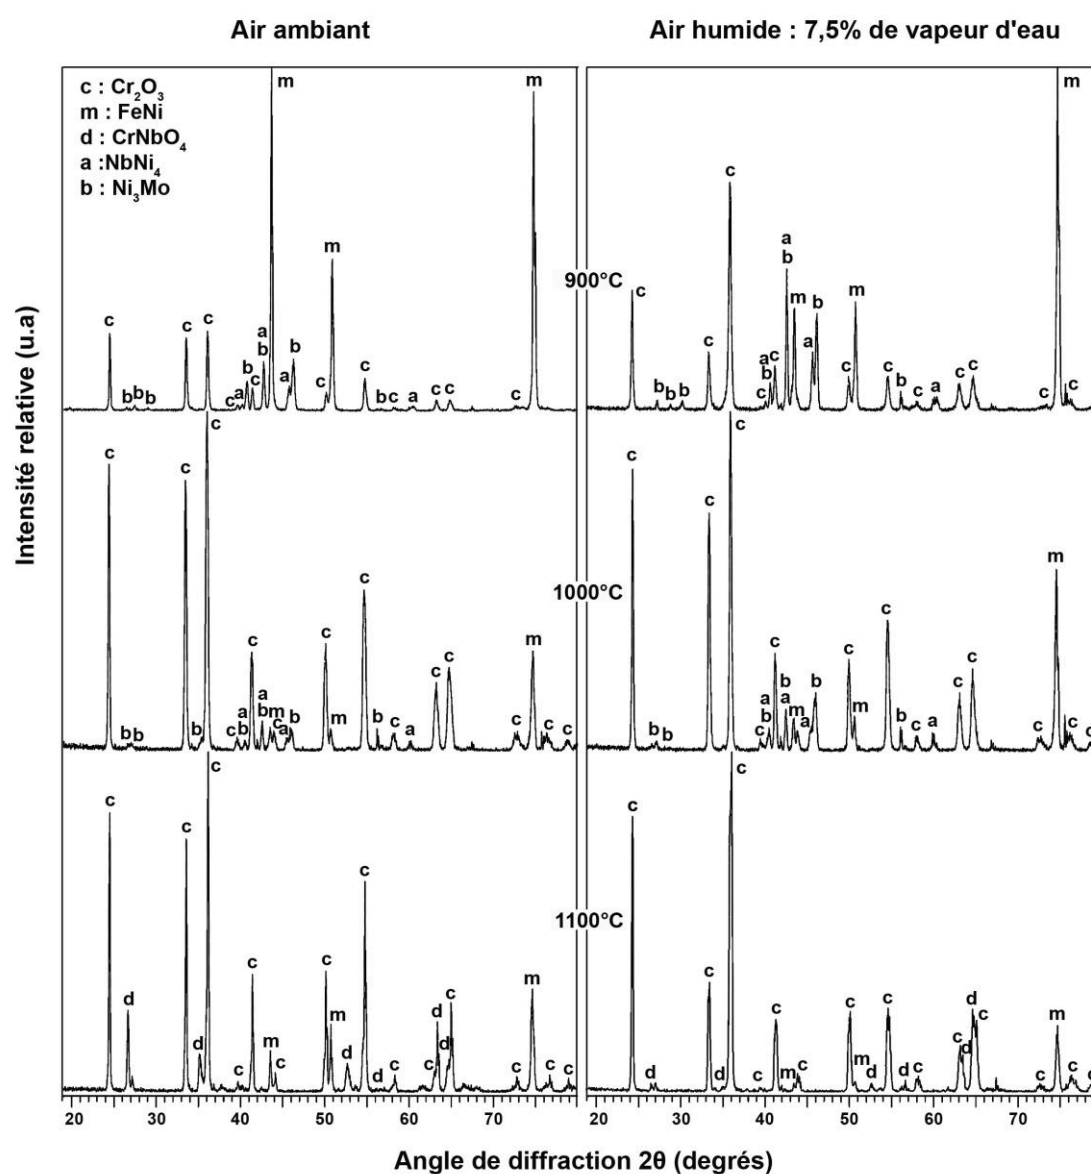 Air ambiant
Air humide : 7,5% de vapeur d'eau
c : Cr₂O₃
m : FeNi
d : CrNbO₄
a :NbNi₄
b : Ni₃Mo
Intensité relative (u.a)
900°C
c b b b c c c a b c a b m a b c m c b c a c c c m
c c b b b c c a b c a b m a b m c c b c a c c c m
1000°C
c b b c b c c a b c a b m c a b c m c b c a c c m c c c
c b b c c c a b c b a m a b c m c b c a c c c m c c
1100°C
c d c d c c c m c c m d c d c c d d c c m c c
c d c d c c c m c c m d c d c c d d c c m c c
20 30 40 50 60 70
20 30 40 50 60 70
Angle de diffraction 2θ (degrés)